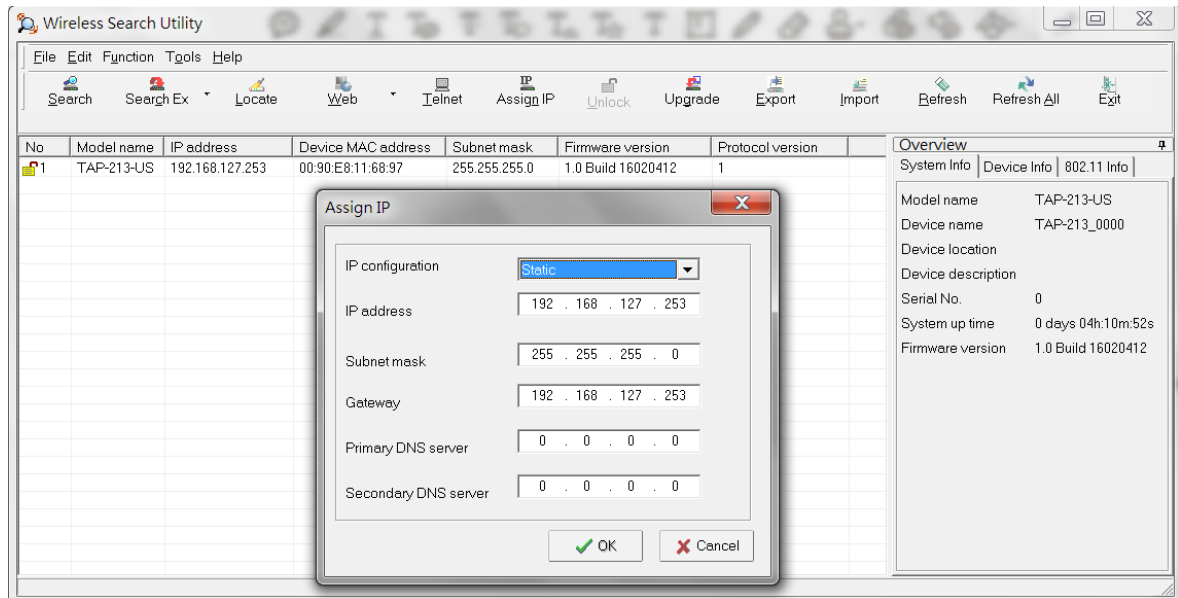 Wireless Search Utility
File Edit Function Tools Help
Search Search Ex Locate Web Telnet Assign IP Unlock Upgrade Export Import Refresh Refresh All Exit
No Model name IP address Device MAC address Subnet mask Firmware version Protocol version
1 TAP-213-US 192.168.127.253 00:90:E8:11:68:97 255.255.255.0 1.0 Build 16020412 1
Assign IP
IP configuration Static
IP address 192 . 168 . 127 . 253
Subnet mask 255 . 255 . 255 . 0
Gateway 192 . 168 . 127 . 253
Primary DNS server 0 . 0 . 0 . 0
Secondary DNS server 0 . 0 . 0 . 0
OK Cancel
Overview
System Info Device Info 802.11 Info
Model name TAP-213-US
Device name TAP-213_0000
Device location
Device description
Serial No. 0
System up time 0 days 04h:10m:52s
Firmware version 1.0 Build 16020412